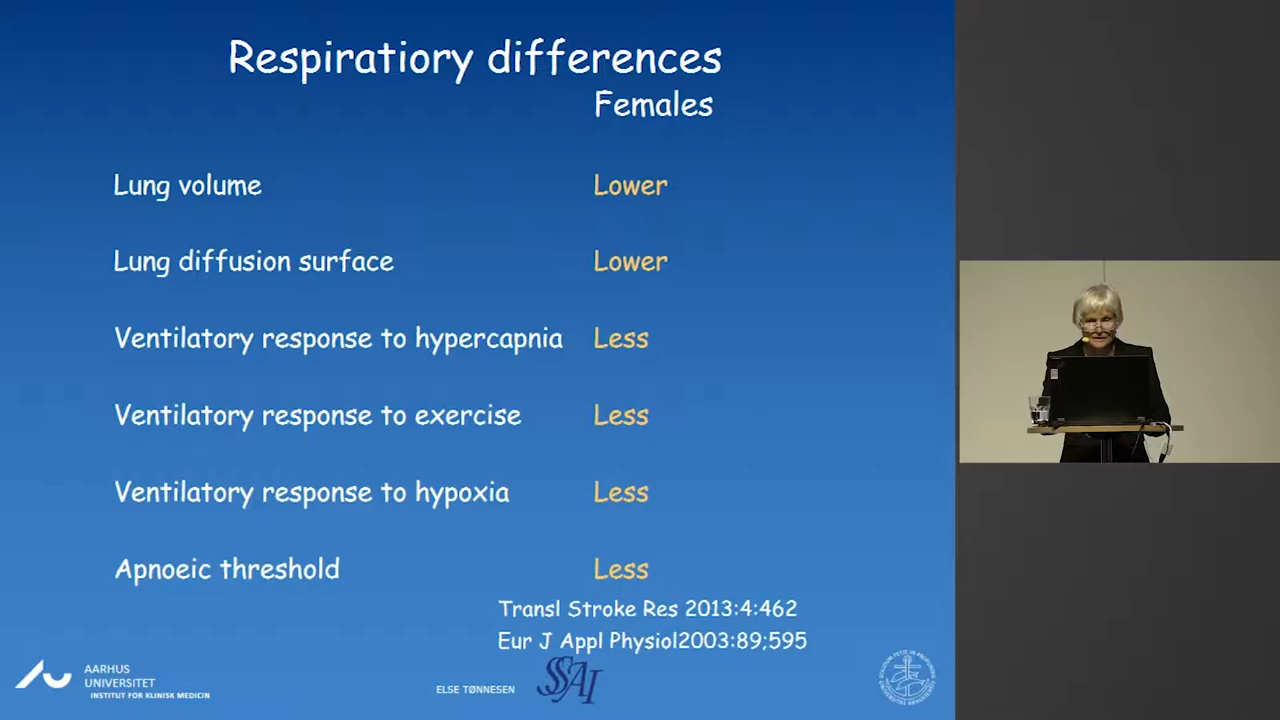 Respiratiory differences
Females
Lung volume Lower
Lung diffusion surface Lower
Ventilatory response to hypercapnia Less
Ventilatory response to exercise Less
Ventilatory response to hypoxia Less
Apnoeic threshold Less
Transl Stroke Res 2013:4:462
Eur J Appl Physiol2003:89;595
AARHUS
UNIVERSITET
INSTITUT FOR KLINISK MEDICIN
ELSE TØNNESEN
SSAI